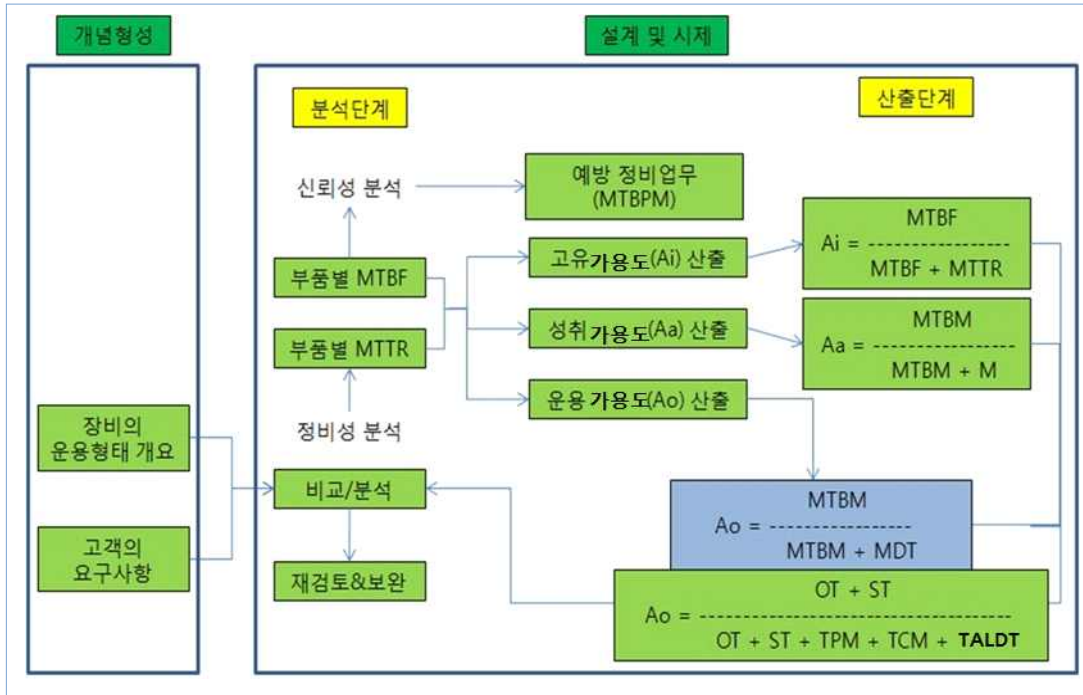 개념형성
설계 및 시제
분석단계
산출단계
신뢰성 분석
예방 정비업무
(MTBPM)
부품별 MTBF
고유가용도(Ai) 산출
MTBF
Ai = -----------------
MTBF + MTTR
부품별 MTTR
성취가용도(Aa) 산출
MTBM
Aa = -----------------
MTBM + M
정비성 분석
운용가용도(Ao) 산출
장비의
운용형태 개요
비교/분석
MTBM
Ao = -----------------
MTBM + MDT
고객의
요구사항
재검토&보완
OT + ST
Ao = -------------------------------------
OT + ST + TPM + TCM + TALDT